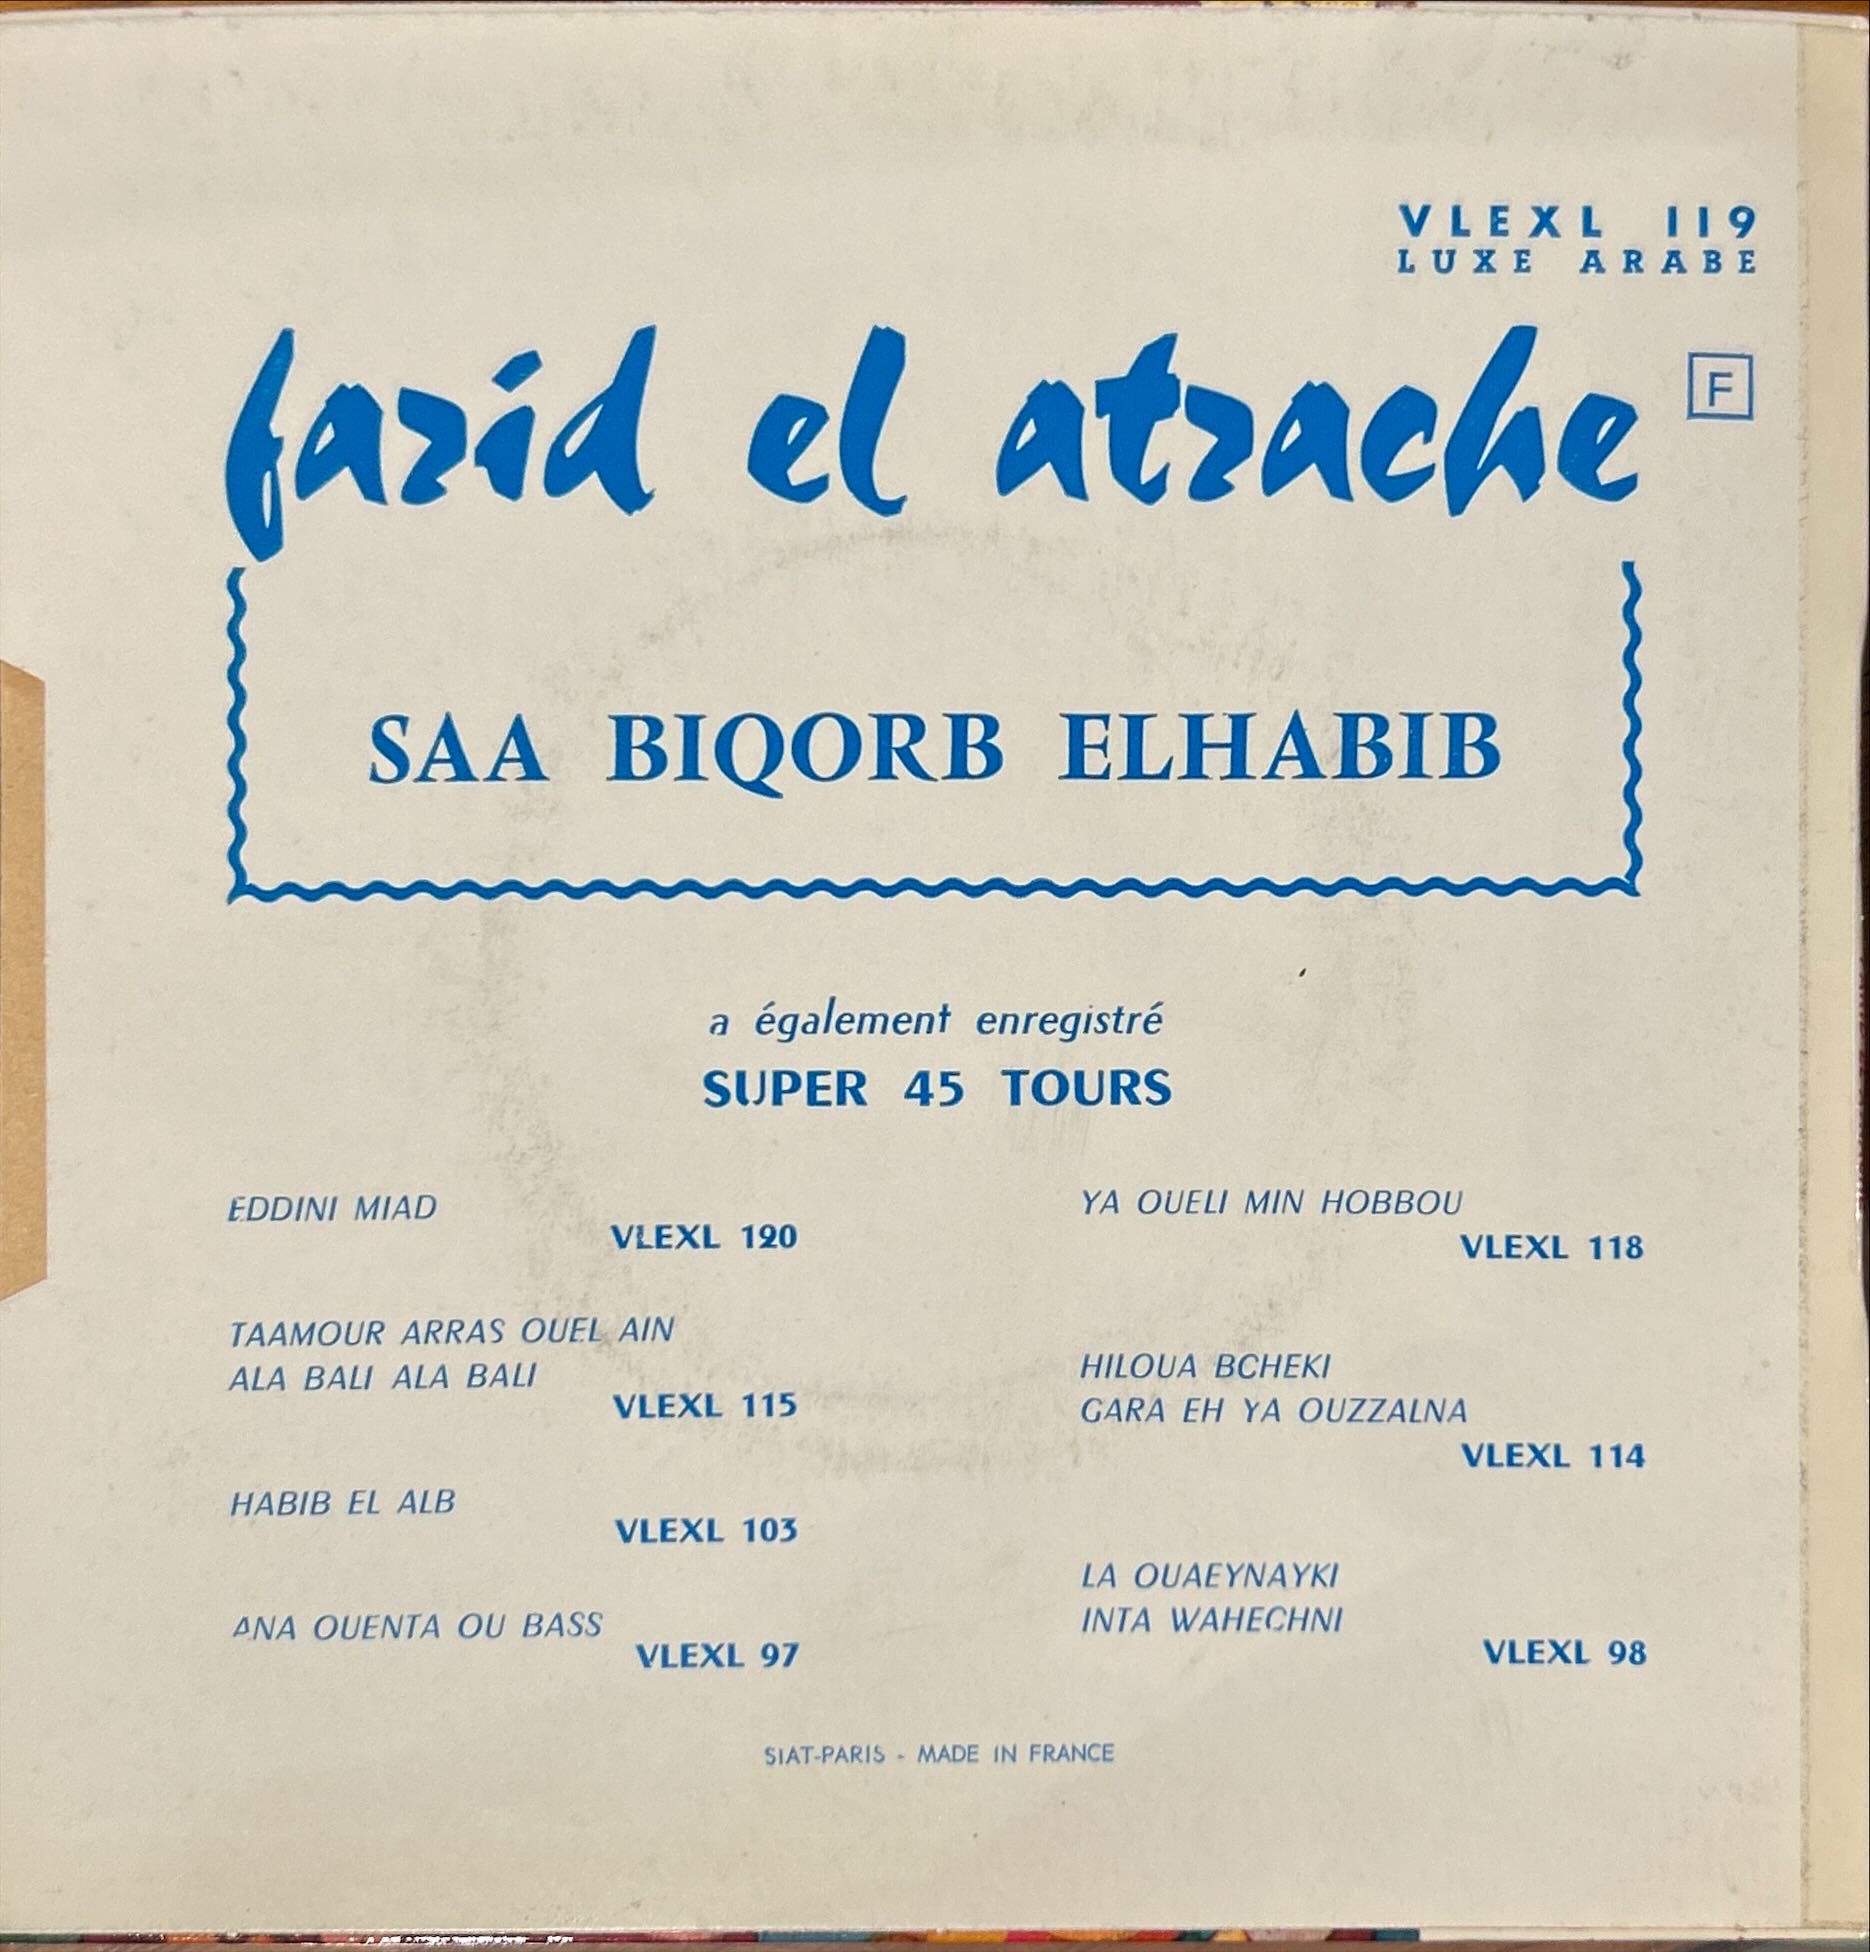 VLEXL 119
LUXE ARABE
farid el atrache
F
SAA BIQORB ELHABIB
a également enregistré
SUPER 45 TOURS
EDDINI MIAD
VLEXL 120
TAAMOUR ARRAS OUEL AIN
ALA BALI ALA BALI
VLEXL 115
HABIB EL ALB
VLEXL 103
ANA OUENTA OU BASS
VLEXL 97
YA OUELI MIN HOBBOU
VLEXL 118
HILOUA BCHEKI
GARA EH YA OUZZALNA
VLEXL 114
LA OUAEYNAYKI
INTA WAHECHNI
VLEXL 98
SIAT-PARIS - MADE IN FRANCE